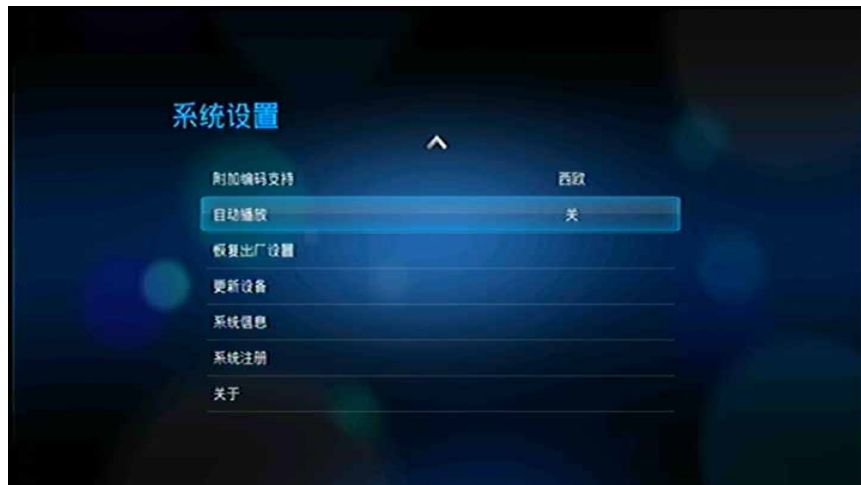 系统设置
附加编码支持 西欧
自动播放 关
恢复出厂设置
更新设备
系统信息
系统注册
关于